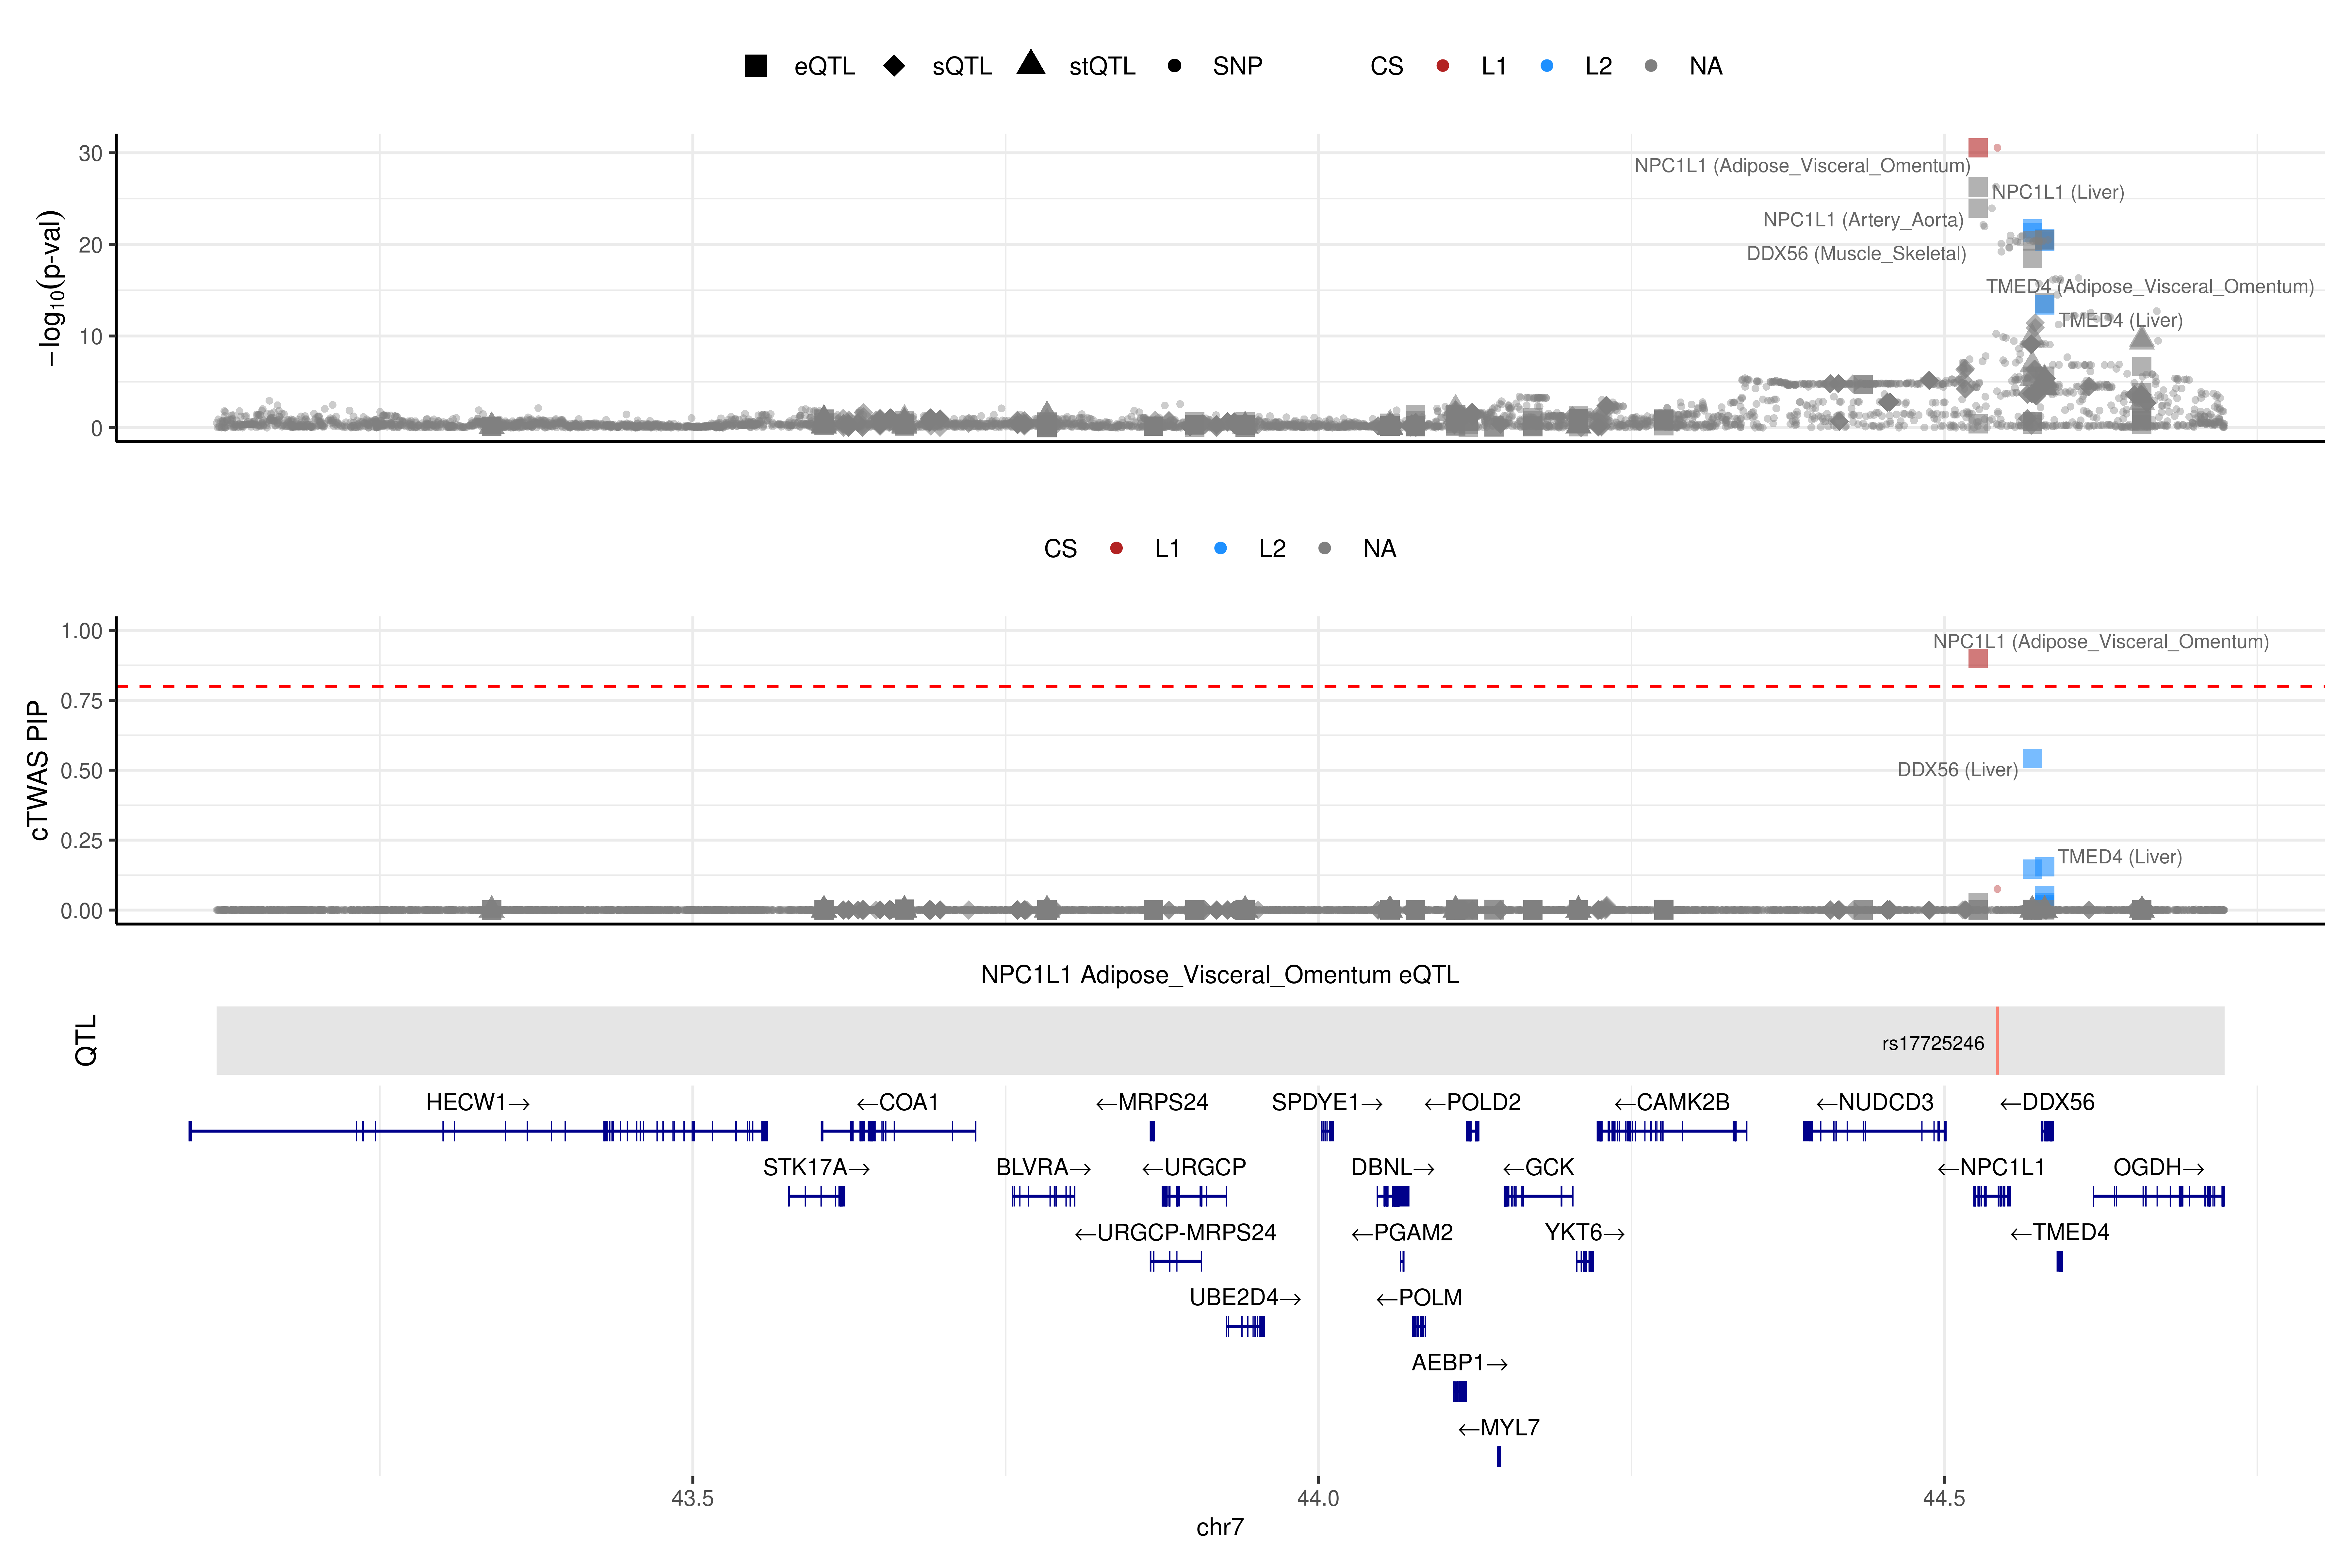 eQTL sQTL stQTL SNP CS L1 L2 NA
−log10(p-val)
30
20
10
0
NPC1L1 (Adipose_Visceral_Omentum)
NPC1L1 (Liver)
NPC1L1 (Artery_Aorta)
DDX56 (Muscle_Skeletal)
TMED4 (Adipose_Visceral_Omentum)
TMED4 (Liver)
CS L1 L2 NA
cTWAS PIP
1.00
0.75
0.50
0.25
0.00
NPC1L1 (Adipose_Visceral_Omentum)
DDX56 (Liver)
TMED4 (Liver)
NPC1L1 Adipose_Visceral_Omentum eQTL
QTL
rs17725246
HECW1→ ←COA1 ←MRPS24 SPDYE1→ ←POLD2 ←CAMK2B ←NUDCD3 ←DDX56
STK17A→ BLVRA→ ←URGCP DBNL→ ←GCK ←NPC1L1 OGDH→
←URGCP-MRPS24 ←PGAM2 YKT6→ ←TMED4
UBE2D4→ ←POLM
AEBP1→
←MYL7
43.5 44.0 44.5
chr7